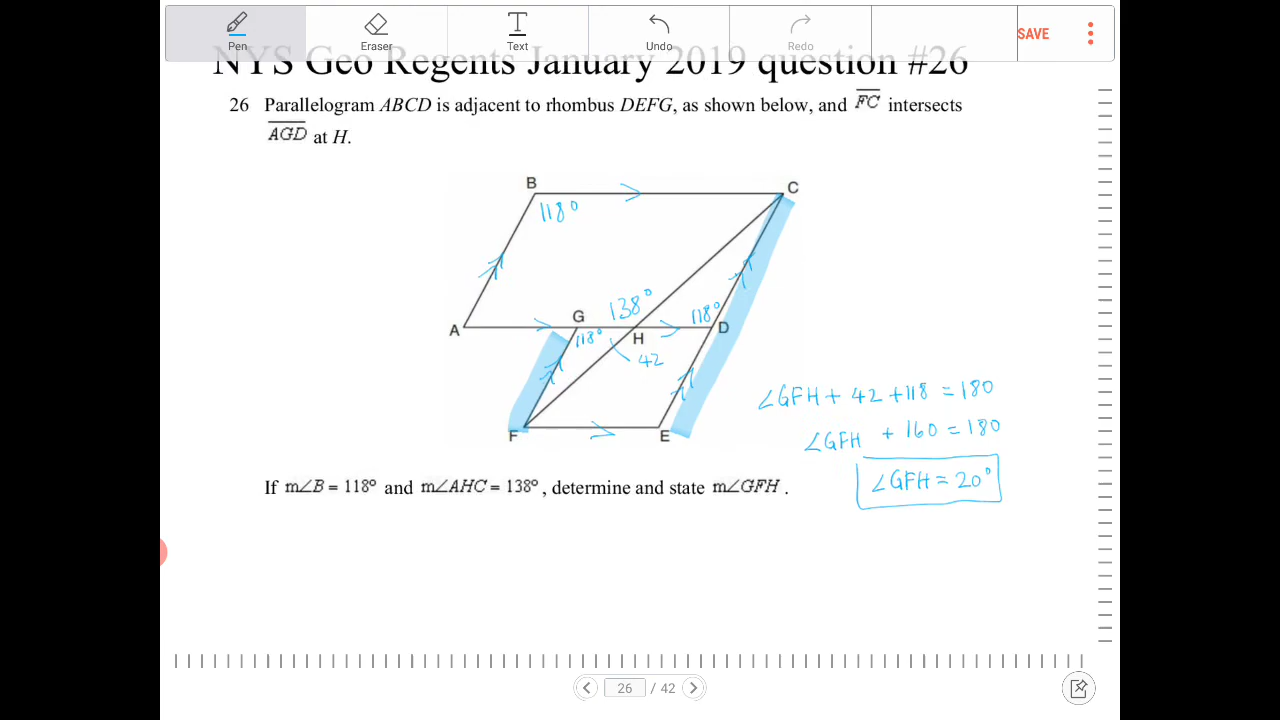 Pen
Eraser
Text
Undo
Redo
SAVE
NYS Geo Regents January 2019 question #26
26 Parallelogram ABCD is adjacent to rhombus DEFG, as shown below, and FC intersects
AGD at H.
B
C
118°
138°
G
118°
A
H
D
118°
42
F
E
∠GFH + 42 + 118 = 180
∠GFH + 160 = 180
∠GFH = 20°
If m∠B = 118° and m∠AHC = 138°, determine and state m∠GFH .
26 / 42